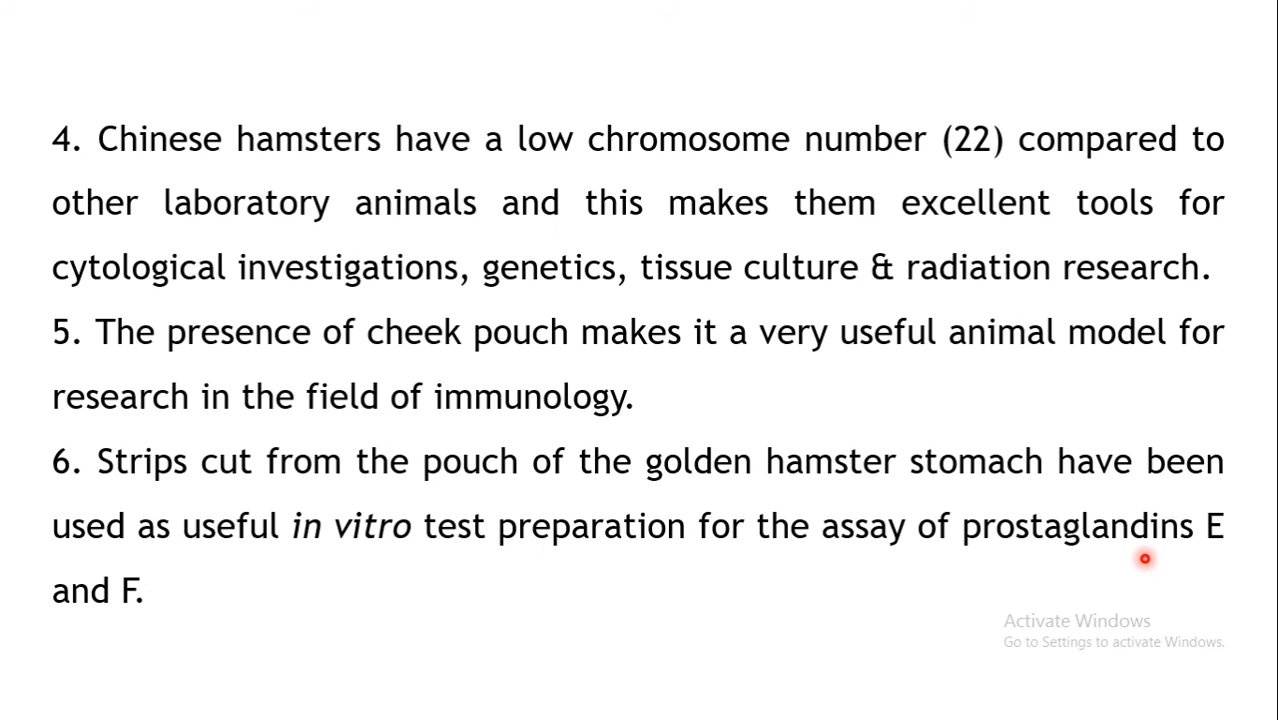 4. Chinese hamsters have a low chromosome number (22) compared to
other laboratory animals and this makes them excellent tools for
cytological investigations, genetics, tissue culture & radiation research.
5. The presence of cheek pouch makes it a very useful animal model for
research in the field of immunology.
6. Strips cut from the pouch of the golden hamster stomach have been
used as useful in vitro test preparation for the assay of prostaglandins E
and F.
Activate Windows
Go to Settings to activate Windows.